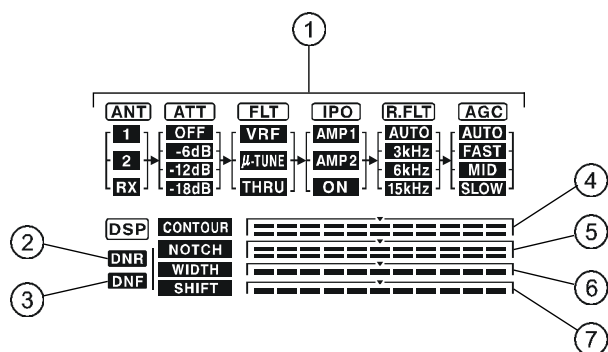 1
ANT ATT FLT IPO R.FLT AGC
1 OFF VRF AMP1 AUTO AUTO
-6dB 3kHz FAST
2 -12dB μ-TUNE AMP2 6kHz MID
RX -18dB THRU ON 15kHz SLOW
DSP CONTOUR 4
2 DNR NOTCH 5
3 DNF WIDTH 6
SHIFT 7